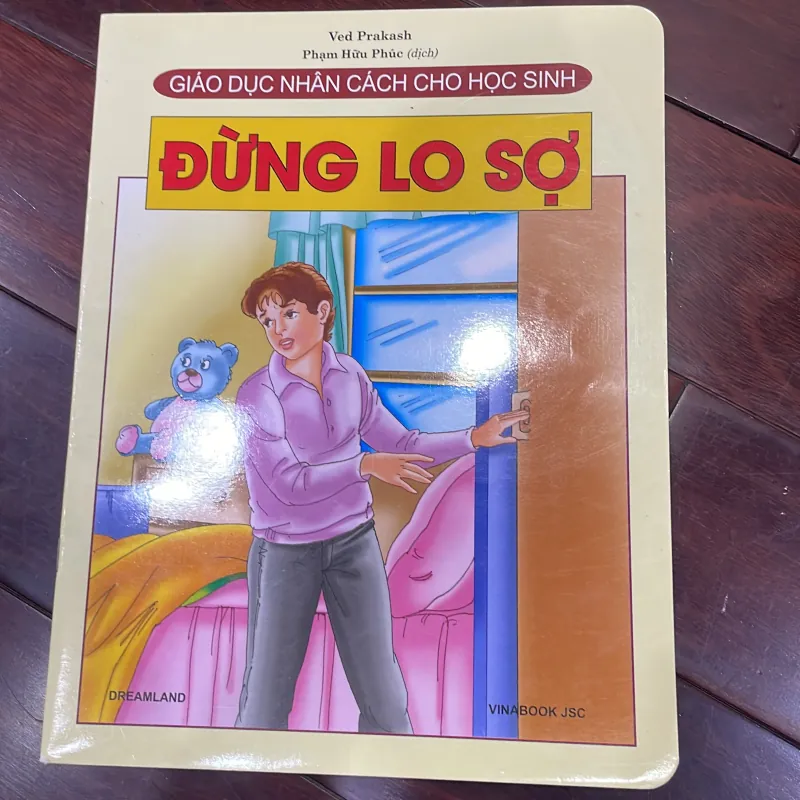 Ved Prakash
Phạm Hữu Phúc (dịch)
GIÁO DỤC NHÂN CÁCH CHO HỌC SINH
ĐỪNG LO SỢ
DREAMLAND
VINABOOK JSC